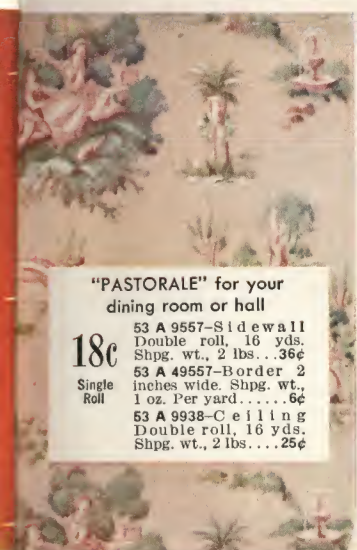 "PASTORALE" for your
dining room or hall
18¢
Single
Roll
53 A 9557-Sidewall
Double roll, 16 yds.
Shpg. wt., 2 lbs...36¢
53 A 49557-Border 2
inches wide. Shpg. wt.,
1 oz. Per yard......6¢
53 A 9938-Ceiling
Double roll, 16 yds.
Shpg. wt., 2 lbs....25¢